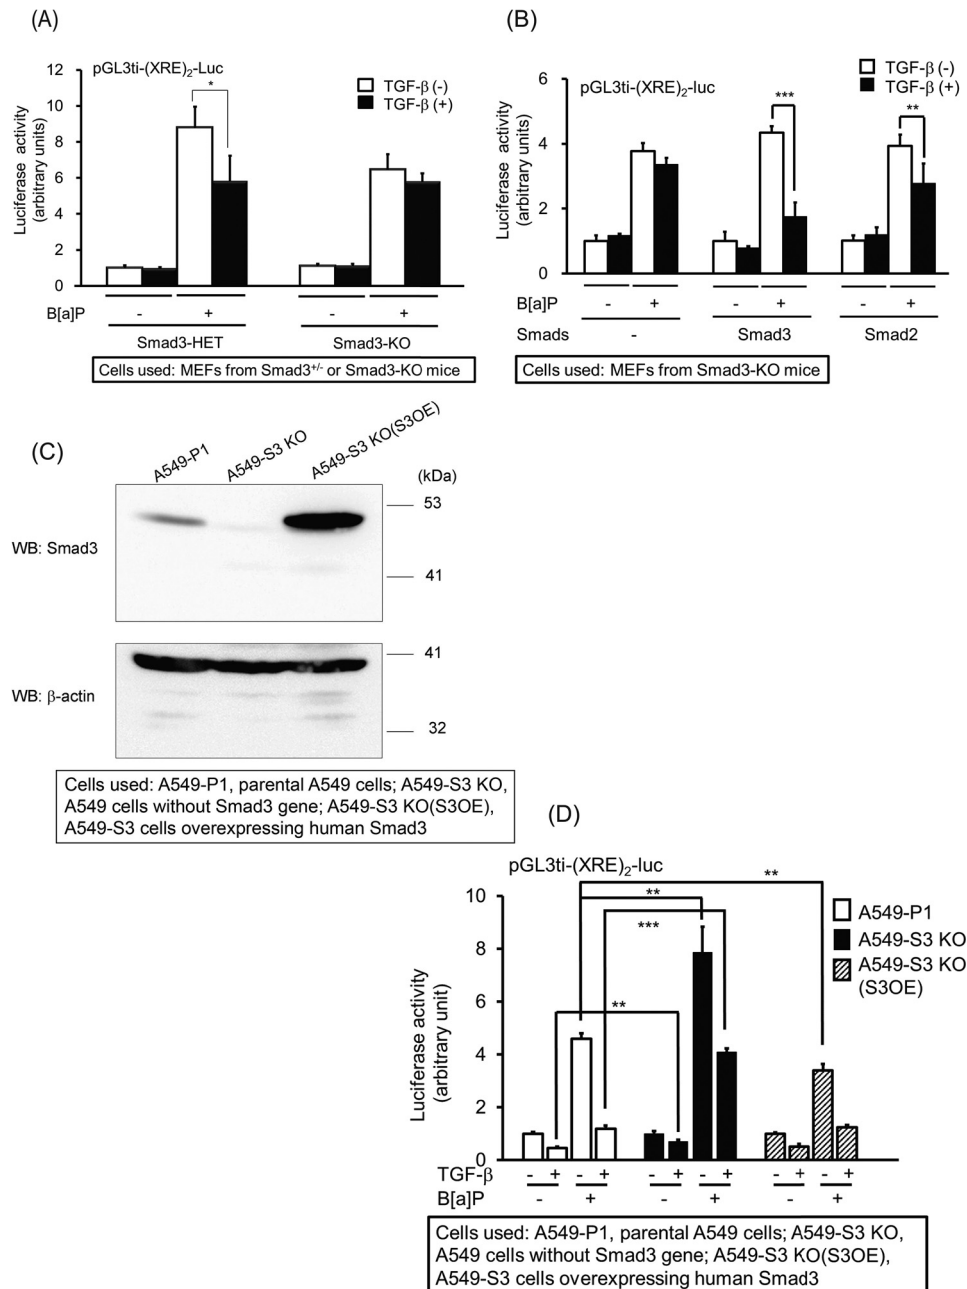 (A)
pGL3ti-(XRE)2-Luc
*
TGF-β (-)
TGF-β (+)
Luciferase activity
(arbitrary units)
12
10
8
6
4
2
0
B[a]P
- + - +
Smad3-HET Smad3-KO
Cells used: MEFs from Smad3+/- or Smad3-KO mice
(B)
TGF-β (-)
TGF-β (+)
pGL3ti-(XRE)2-luc
*** **
Luciferase activity
(arbitrary units)
6
4
2
0
B[a]P - + - + - +
Smads - Smad3 Smad2
Cells used: MEFs from Smad3-KO mice
(C)
A549-P1 A549-S3 KO A549-S3 KO(S3OE)
(kDa)
53
WB: Smad3
41
41
WB: β-actin
32
Cells used: A549-P1, parental A549 cells; A549-S3 KO,
A549 cells without Smad3 gene; A549-S3 KO(S3OE),
A549-S3 cells overexpressing human Smad3
(D)
pGL3ti-(XRE)2-luc
**
**
***
**
A549-P1
A549-S3 KO
A549-S3 KO
(S3OE)
Luciferase activity
(arbitrary unit)
10
8
6
4
2
0
TGF-β - + - + - + - + - + - +
B[a]P - + - + - +
Cells used: A549-P1, parental A549 cells; A549-S3 KO,
A549 cells without Smad3 gene; A549-S3 KO(S3OE),
A549-S3 cells overexpressing human Smad3